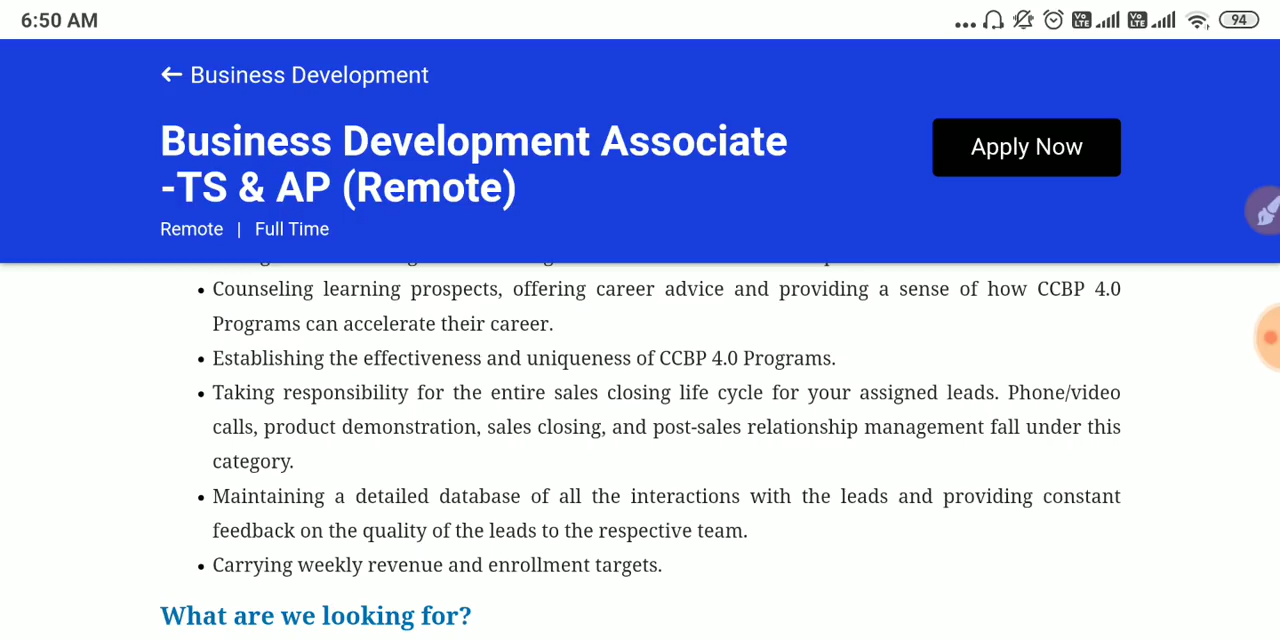 6:50 AM
94
← Business Development
Business Development Associate
-TS & AP (Remote)
Apply Now
Remote | Full Time
• Counseling learning prospects, offering career advice and providing a sense of how CCBP 4.0
Programs can accelerate their career.
• Establishing the effectiveness and uniqueness of CCBP 4.0 Programs.
• Taking responsibility for the entire sales closing life cycle for your assigned leads. Phone/video
calls, product demonstration, sales closing, and post-sales relationship management fall under this
category.
• Maintaining a detailed database of all the interactions with the leads and providing constant
feedback on the quality of the leads to the respective team.
• Carrying weekly revenue and enrollment targets.
What are we looking for?